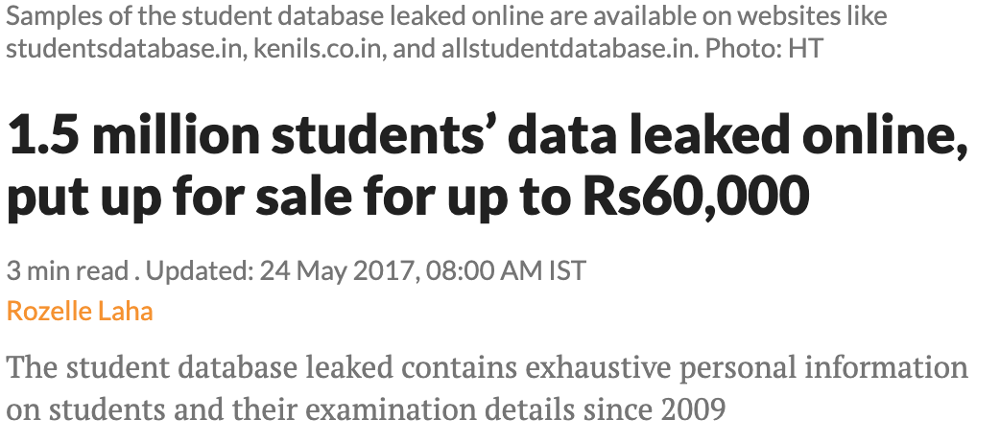 Samples of the student database leaked online are available on websites like
studentsdatabase.in, kenils.co.in, and allstudentdatabase.in. Photo: HT
1.5 million students’ data leaked online,
put up for sale for up to Rs60,000
3 min read . Updated: 24 May 2017, 08:00 AM IST
Rozelle Laha
The student database leaked contains exhaustive personal information
on students and their examination details since 2009